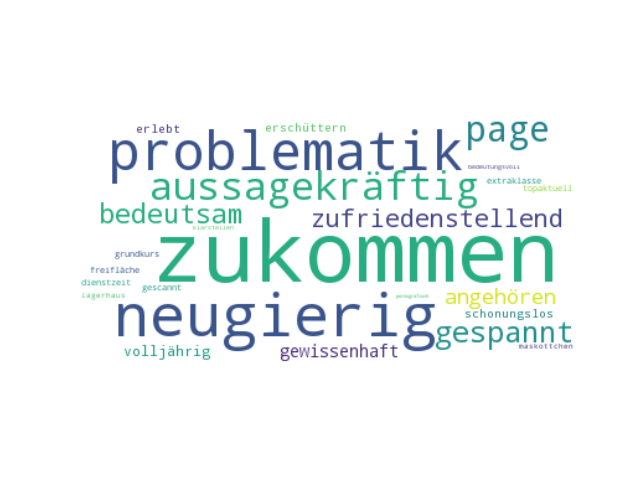 erlebt
erschüttern
page
problematik
bedeutungsvoll
aussagekräftig
extraklasse
topaktuell
bedeutsam
zufriedenstellend
klarstellen
zukommen
grundkurs
freifläche
dienstzeit
gescannt
lagerhaus
angehören
neugierig
schonungslos
gespannt
volljährig
gewissenhaft
maskottchen